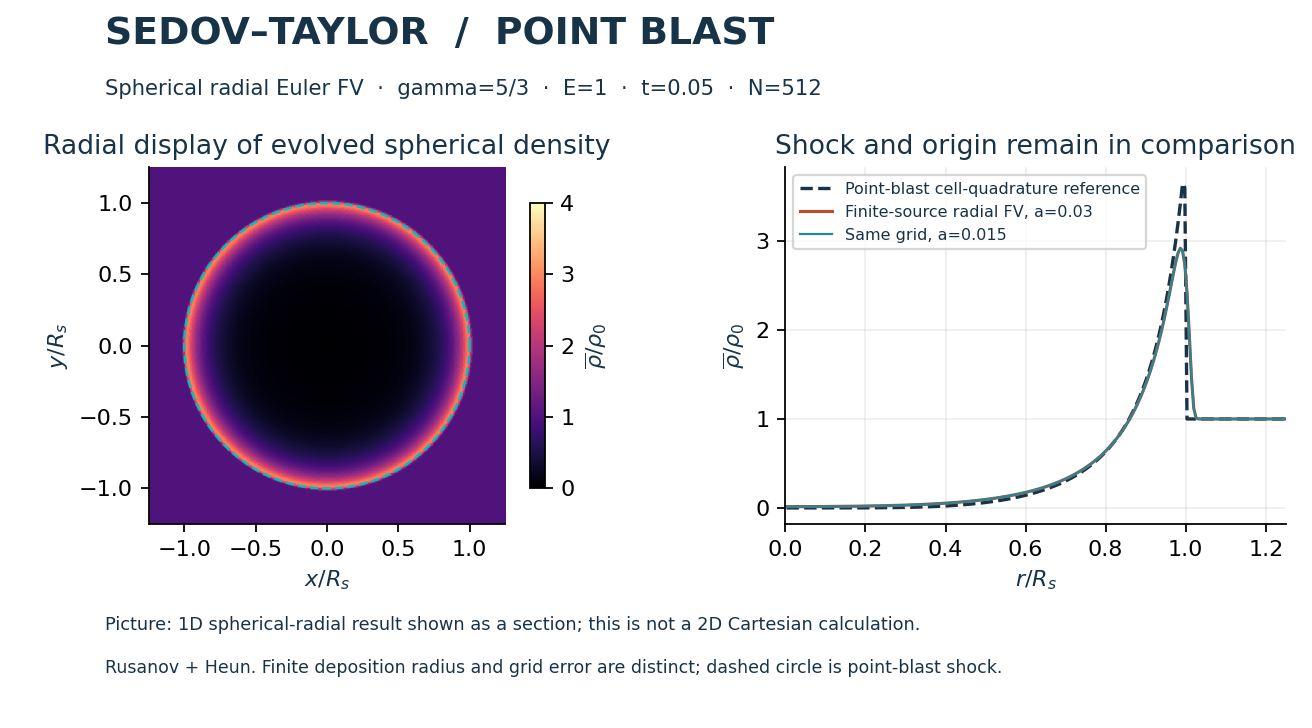 SEDOV–TAYLOR / POINT BLAST
Spherical radial Euler FV · gamma=5/3 · E=1 · t=0.05 · N=512
Radial display of evolved spherical density
1.0
0.5
0.0
−0.5
−1.0
y/Rₛ
−1.0 −0.5 0.0 0.5 1.0
x/Rₛ
4
3
2
1
0
ρ̅/ρ₀
Shock and origin remain in comparison
Point-blast cell-quadrature reference
Finite-source radial FV, a=0.03
Same grid, a=0.015
3
2
1
0
ρ̅/ρ₀
0.0 0.2 0.4 0.6 0.8 1.0 1.2
r/Rₛ
Picture: 1D spherical-radial result shown as a section; this is not a 2D Cartesian calculation.
Rusanov + Heun. Finite deposition radius and grid error are distinct; dashed circle is point-blast shock.